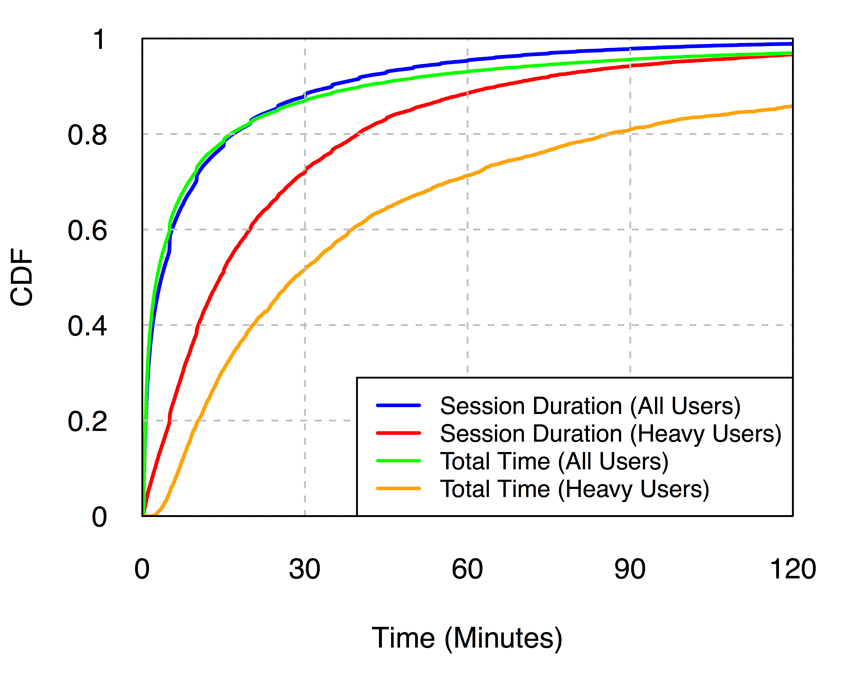 1
0.8
0.6
0.4
0.2
0
CDF
Session Duration (All Users)
Session Duration (Heavy Users)
Total Time (All Users)
Total Time (Heavy Users)
0 30 60 90 120
Time (Minutes)